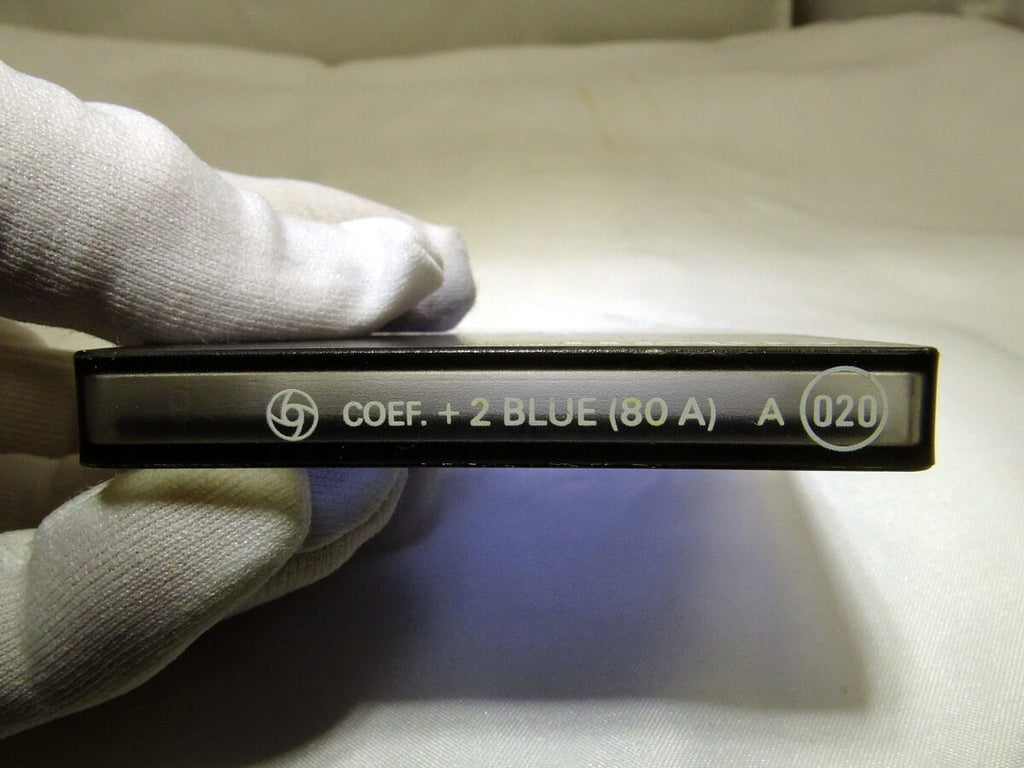 COEF. + 2 BLUE (80 A) A 020